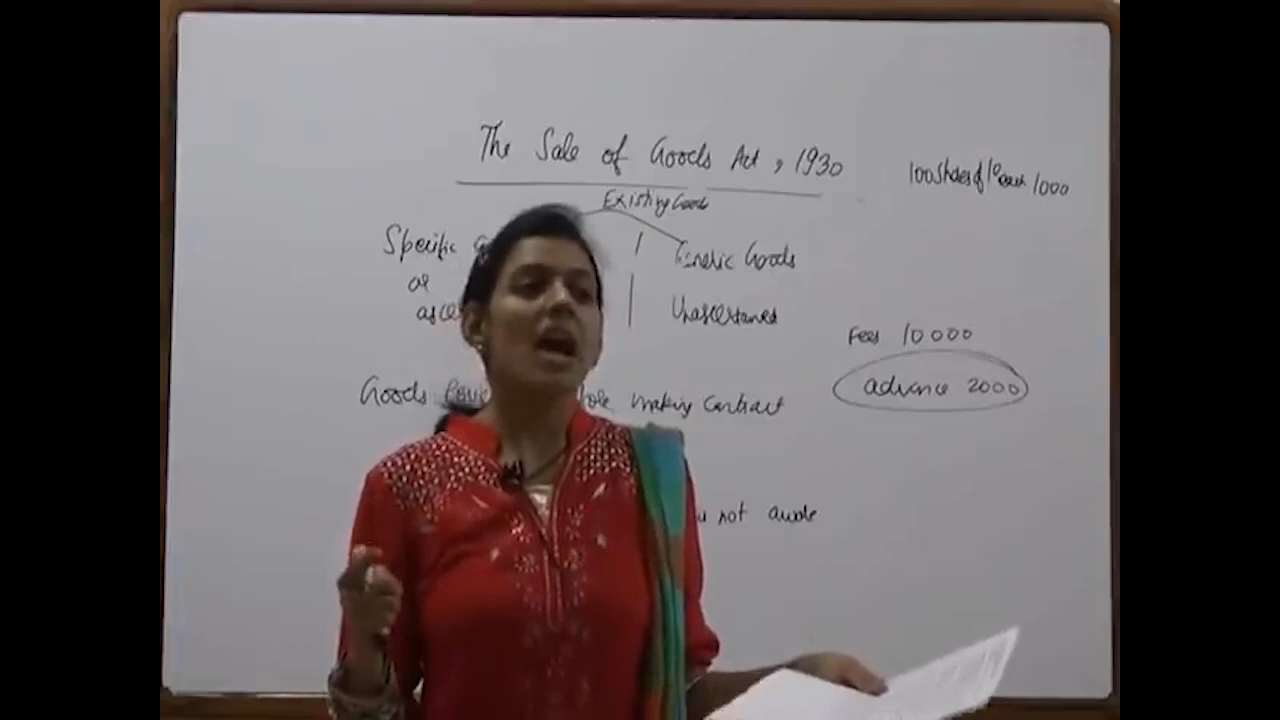 The Sale of Goods Act, 1930
100 Shares of 10 each 1000
Existing Goods
Specific
Generic Goods
or
Unascertained
Fees 10000
advance 2000
Goods making contract
not aware